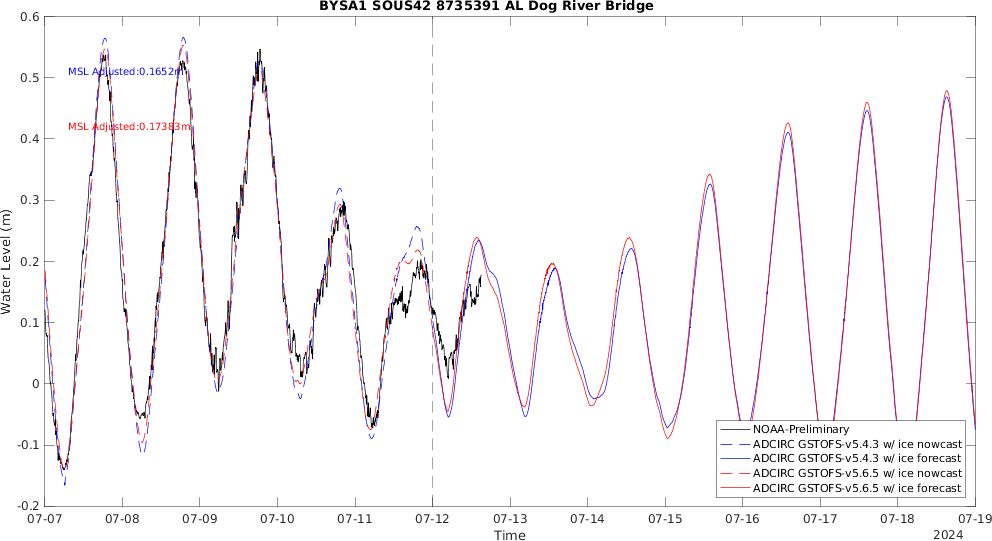 BYSA1 SOUS42 8735391 AL Dog River Bridge
Water Level (m)
0.6
0.5
0.4
0.3
0.2
0.1
0
-0.1
-0.2
MSL Adjusted:0.1652m
MSL Adjusted:0.17383m
NOAA-Preliminary
ADCIRC GSTOFS-v5.4.3 w/ ice nowcast
ADCIRC GSTOFS-v5.4.3 w/ ice forecast
ADCIRC GSTOFS-v5.6.5 w/ ice nowcast
ADCIRC GSTOFS-v5.6.5 w/ ice forecast
07-07 07-08 07-09 07-10 07-11 07-12 07-13 07-14 07-15 07-16 07-17 07-18 07-19
Time
2024